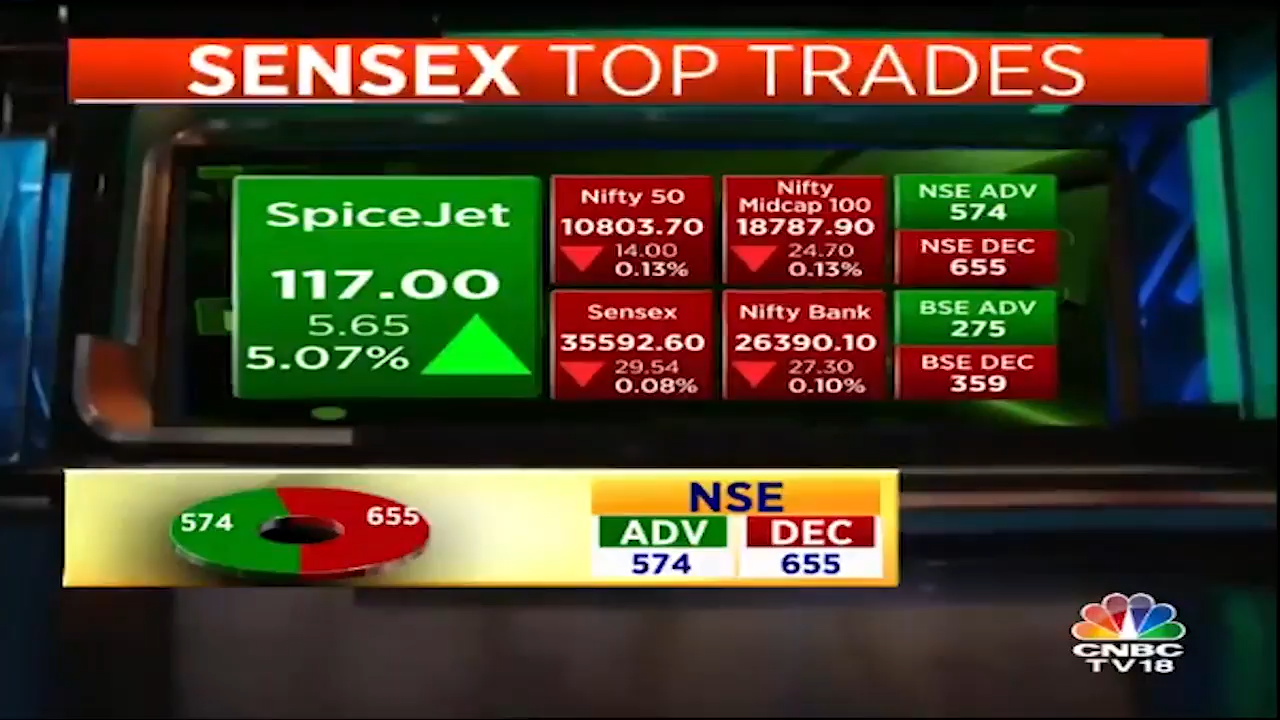 SENSEX TOP TRADES
SpiceJet
117.00
5.65
5.07%
Nifty 50
10803.70
14.00
0.13%
Nifty
Midcap 100
18787.90
24.70
0.13%
NSE ADV
574
NSE DEC
655
Sensex
35592.60
29.54
0.08%
Nifty Bank
26390.10
27.30
0.10%
BSE ADV
275
BSE DEC
359
574
655
NSE
ADV
DEC
574
655
CNBC
TV18